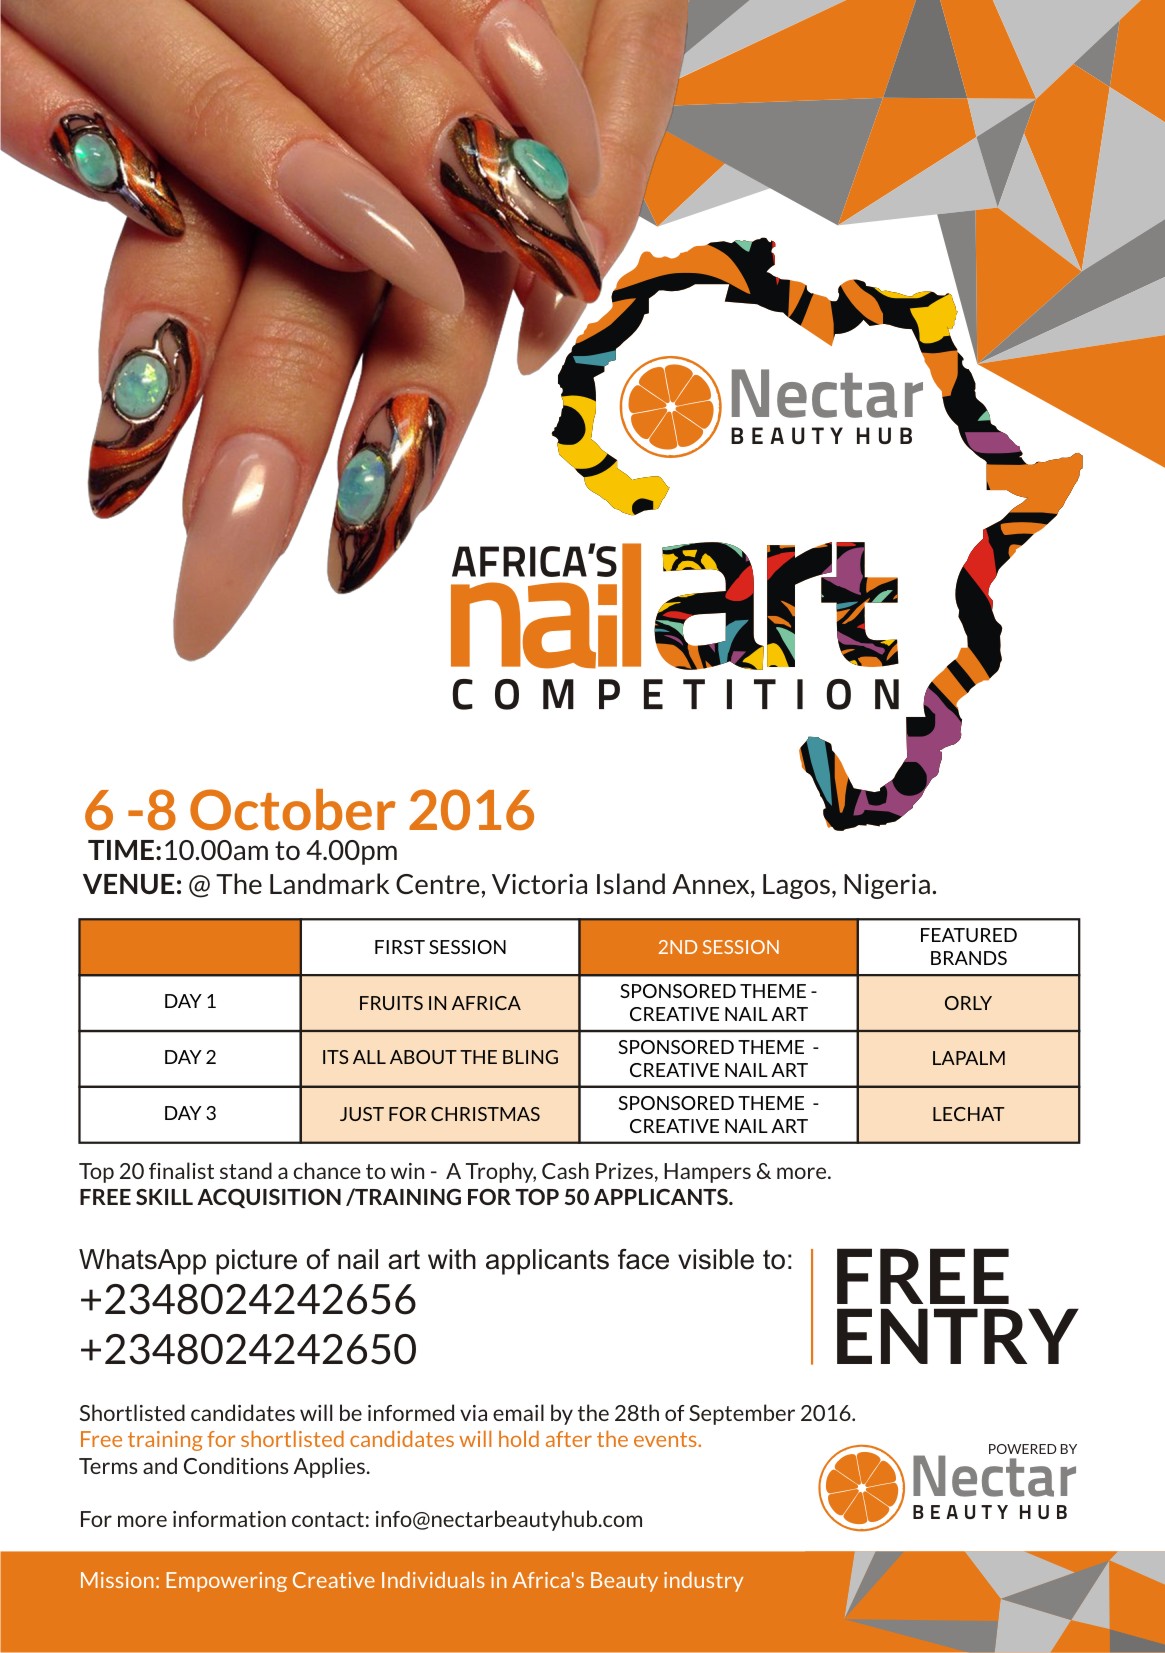 Nectar
BEAUTY HUB
AFRICA'S
nail art
COMPETITION
6 -8 October 2016
TIME:10.00am to 4.00pm
VENUE: @ The Landmark Centre, Victoria Island Annex, Lagos, Nigeria.
FIRST SESSION
2ND SESSION
FEATURED
BRANDS
DAY 1
FRUITS IN AFRICA
SPONSORED THEME -
CREATIVE NAIL ART
ORLY
DAY 2
ITS ALL ABOUT THE BLING
SPONSORED THEME -
CREATIVE NAIL ART
LAPALM
DAY 3
JUST FOR CHRISTMAS
SPONSORED THEME -
CREATIVE NAIL ART
LECHAT
Top 20 finalist stand a chance to win - A Trophy, Cash Prizes, Hampers & more.
FREE SKILL ACQUISITION /TRAINING FOR TOP 50 APPLICANTS.
WhatsApp picture of nail art with applicants face visible to:
+2348024242656
+2348024242650
FREE
ENTRY
Shortlisted candidates will be informed via email by the 28th of September 2016.
Free training for shortlisted candidates will hold after the events.
Terms and Conditions Applies.
For more information contact: info@nectarbeautyhub.com
POWERED BY
Nectar
BEAUTY HUB
Mission: Empowering Creative Individuals in Africa's Beauty industry